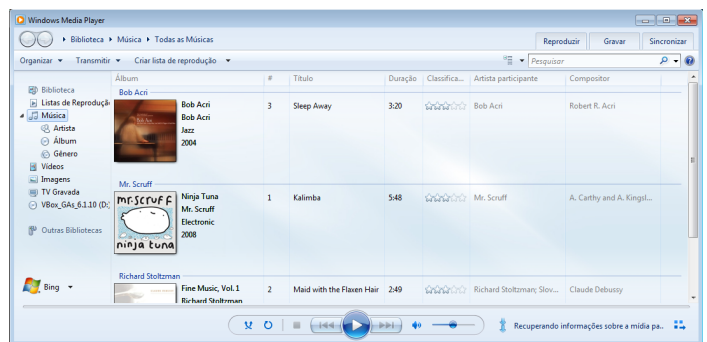 Windows Media Player
Biblioteca Música Todas as Músicas
Reproduzir Gravar Sincronizar
Organizar Transmitir Criar lista de reprodução Pesquisar
Álbum # Título Duração Classifica... Artista participante Compositor
Biblioteca
Listas de Reproduçã
Música
Artista
Álbum
Gênero
Vídeos
Imagens
TV Gravada
VBox_GAs_6.1.10 (D:)
Outras Bibliotecas
Bing
Bob Acri
Bob Acri 3 Sleep Away 3:20 Bob Acri Robert R. Acri
Bob Acri
Jazz
2004
Mr. Scruff
Ninja Tuna 1 Kalimba 5:48 Mr. Scruff A. Carthy and A. Kingsl...
Mr. Scruff
Electronic
2008
mr.scruff
ninja tuna
Richard Stoltzman
Fine Music, Vol. 1 2 Maid with the Flaxen Hair 2:49 Richard Stoltzman; Slov... Claude Debussy
Richard Stoltzman
Recuperando informações sobre a mídia pa..